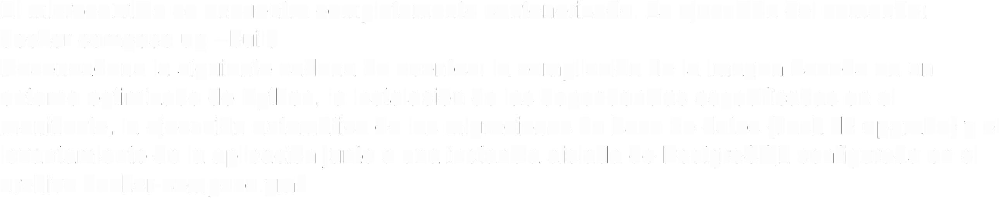 El microservicio se encuentra completamente contenerizado. La ejecución del comando:
docker compose up --build
Desencadena la siguiente cadena de eventos: la compilación de la imagen basada en un
entorno optimizado de Python, la instalación de las dependencias especificadas en el
manifiesto, la ejecución automática de las migraciones de base de datos (flask db upgrade) y el
levantamiento de la aplicación junto a una instancia aislada de PostgreSQL configurada en el
archivo docker-compose.yml